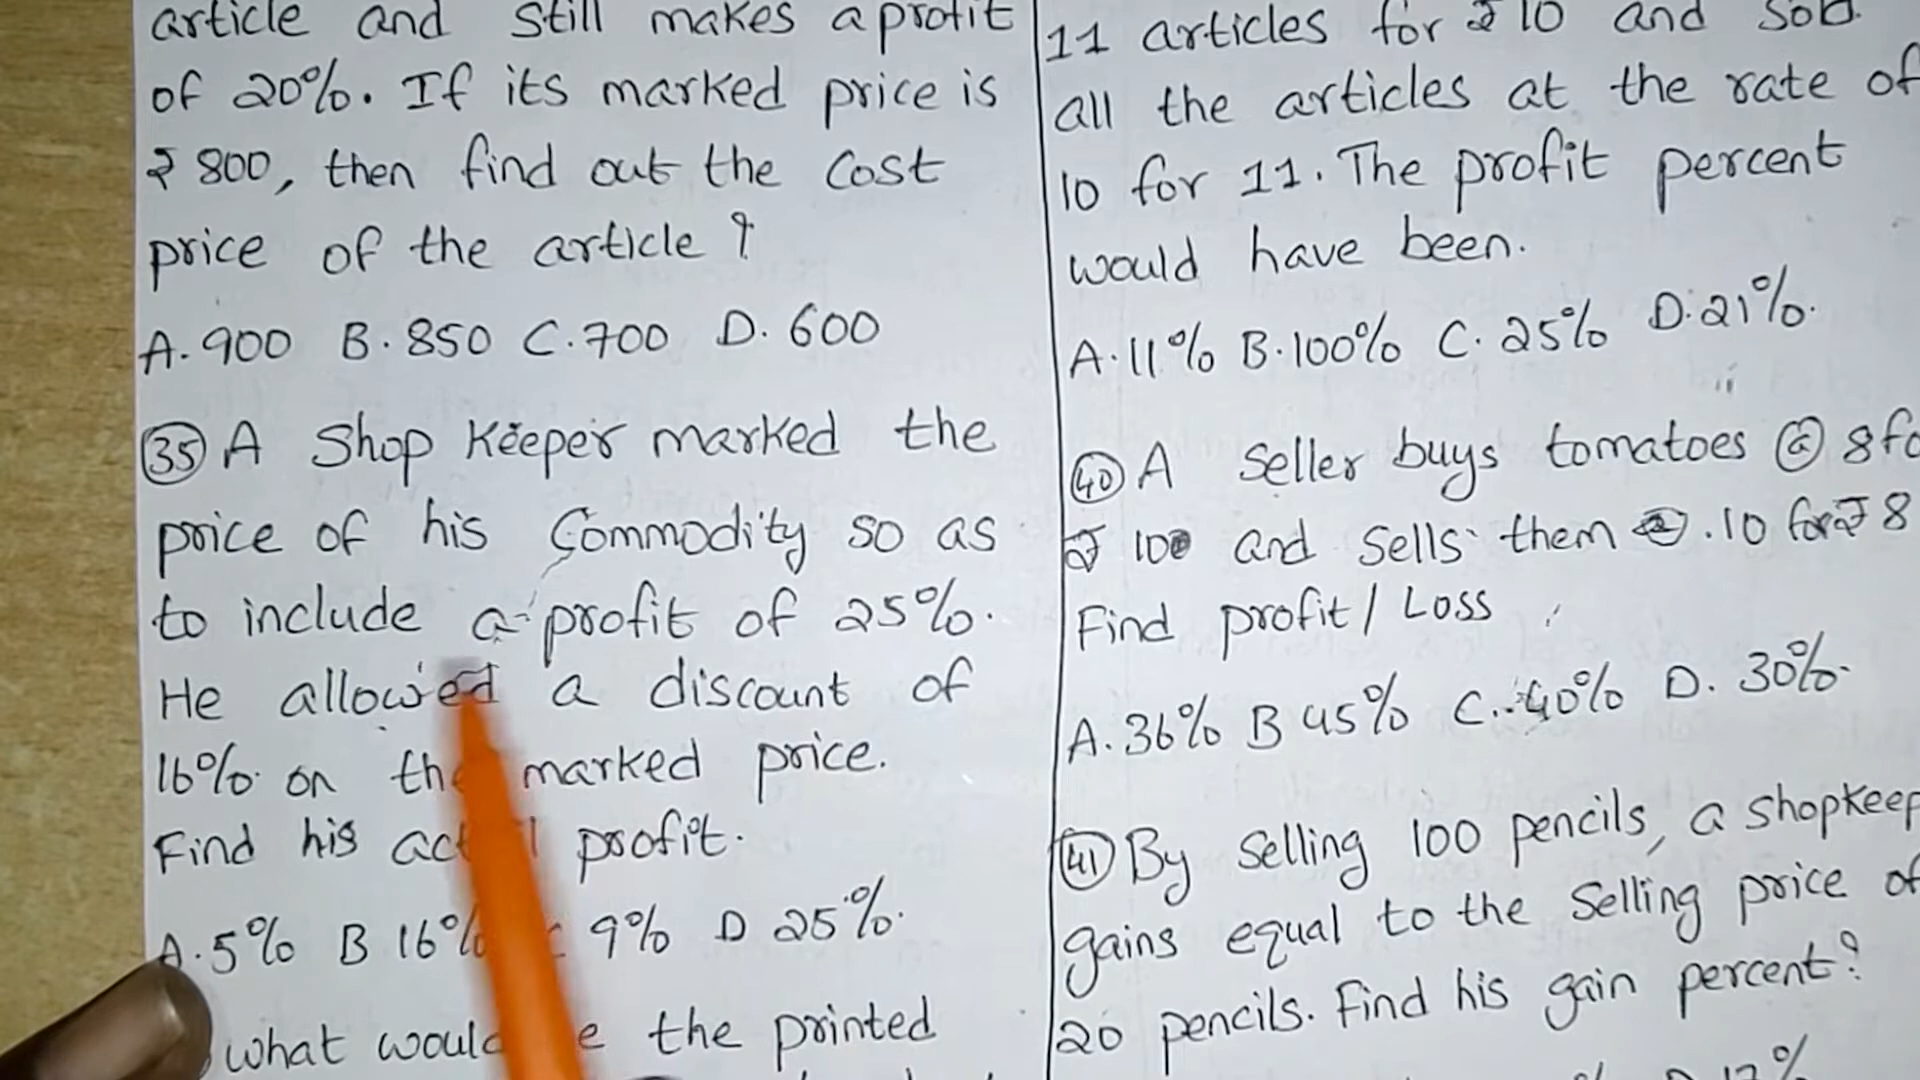 article and still makes a profit
of 20%. If its marked price is
₹ 800, then find out the cost
price of the article ?
A. 900 B. 850 C. 700 D. 600
35 A Shop Keeper marked the
price of his Commodity so as
to include a profit of 25%.
He allowed a discount of
16% on the marked price.
Find his profit.
A. 5% B 16% 9% D 25%.
what would the printed
11 articles for ₹ 10 and sold
all the articles at the rate of
10 for 11. The profit percent
would have been.
A. 11% B. 100% C. 25% D. 21%.
40 A Seller buys tomatoes @ 8
₹ and sells them 10 for ₹ 8
Find profit / Loss
A. 36% B 45% C. 40% D. 30%.
41 By Selling 100 pencils, a shopkeep
gains equal to the Selling price of
20 pencils. Find his gain percent?